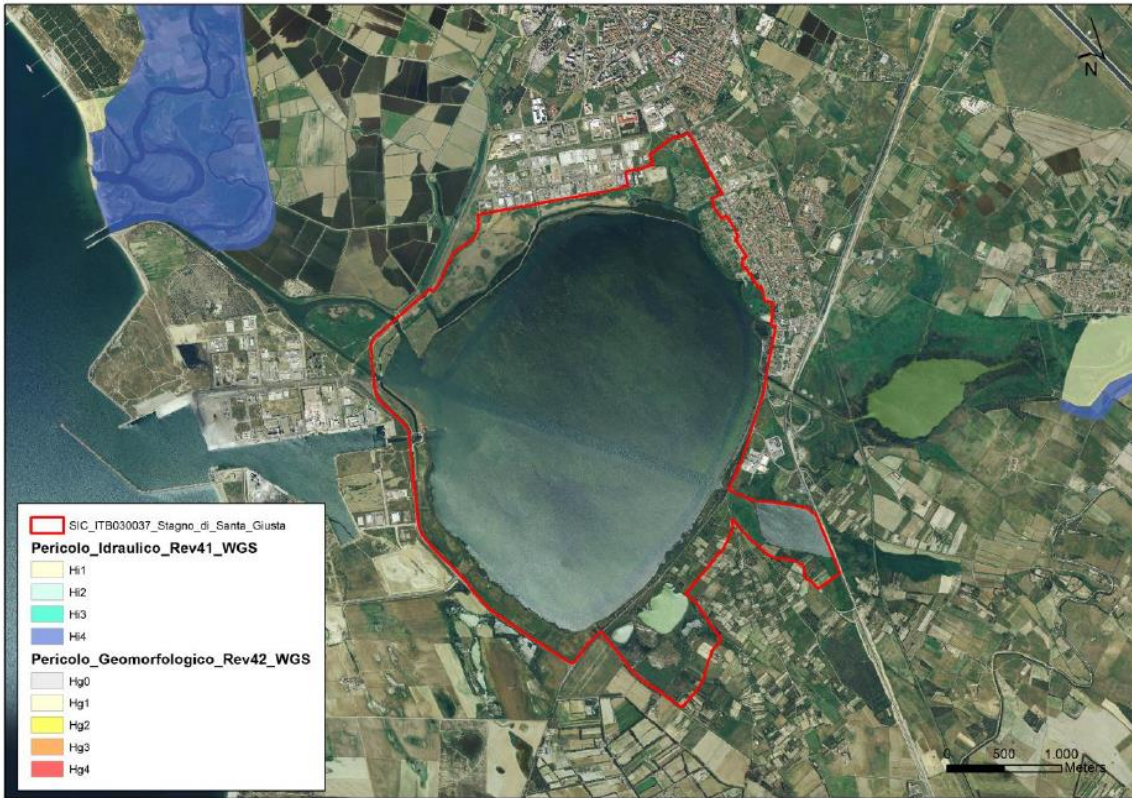 N
SIC_ITB030037_Stagno_di_Santa_Giusta
Pericolo_Idraulico_Rev41_WGS
Hi1
Hi2
Hi3
Hi4
Pericolo_Geomorfologico_Rev42_WGS
Hg0
Hg1
Hg2
Hg3
Hg4
0 500 1.000
Meters